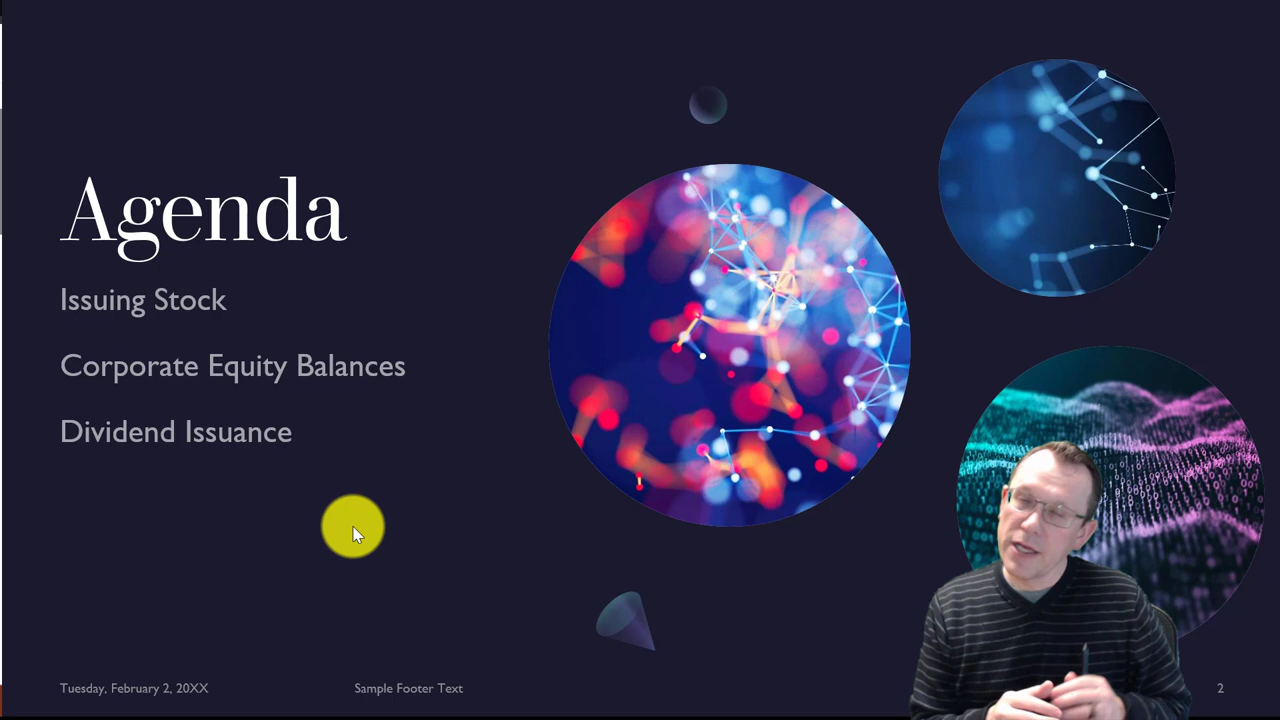 Agenda
Issuing Stock
Corporate Equity Balances
Dividend Issuance
Tuesday, February 2, 20XX
Sample Footer Text
2